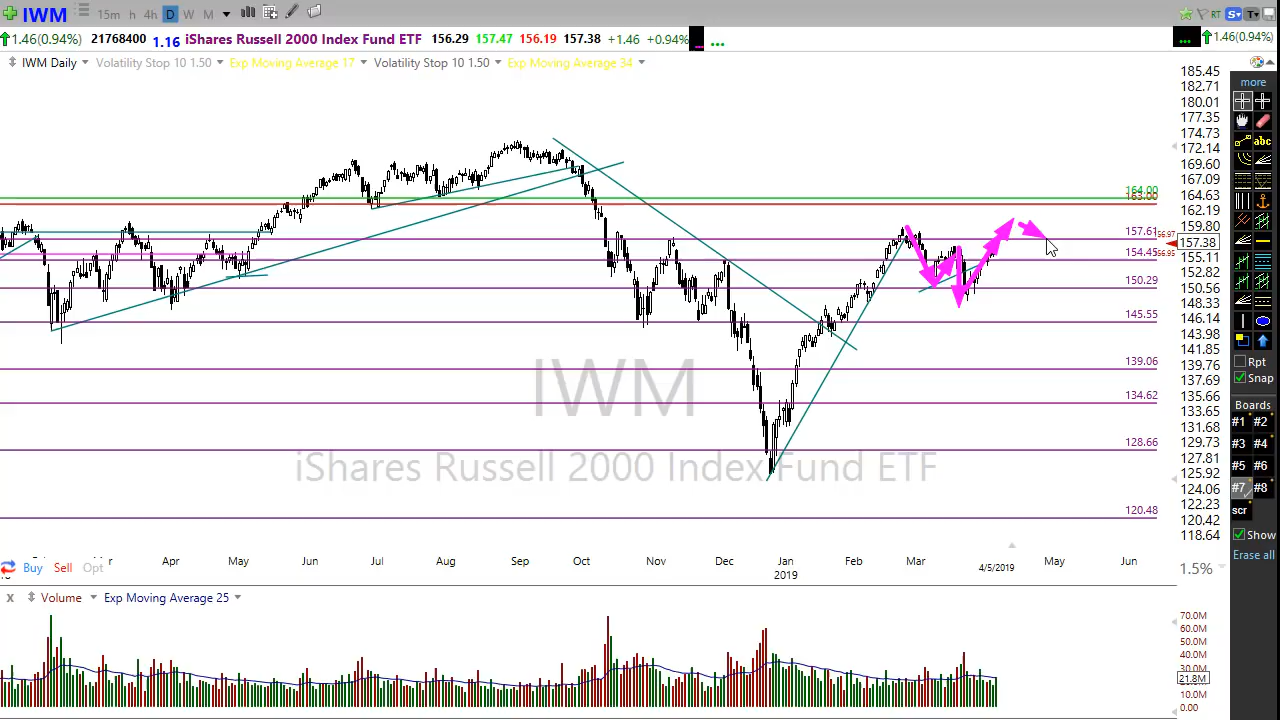 IWM 15m h 4h D W M RT S T
1.46(0.94%) 21768400 1.16 iShares Russell 2000 Index Fund ETF 156.29 157.47 156.19 157.38 +1.46 +0.94% ... ... 1.46(0.94%)
IWM Daily Volatility Stop 10 1.50 Exp Moving Average 17 Volatility Stop 10 1.50 Exp Moving Average 34
more
abc
185.45
182.71
180.01
177.35
174.73
172.14
169.60
167.09
164.63
162.19
159.80
157.38
155.11
152.82
150.56
148.33
146.14
143.98
141.85
139.76
137.69
135.66
133.65
131.68
129.73
127.81
125.92
124.06
122.23
120.42
118.64
164.00
163.00
157.61
56.97
154.45
56.95
150.29
145.55
139.06
134.62
128.66
120.48
IWM
iShares Russell 2000 Index Fund ETF
Rpt
Snap
Boards
#1 #2
#3 #4
#5 #6
#7 #8
scr
Show
Erase all
Apr May Jun Jul Aug Sep Oct Nov Dec Jan Feb Mar 4/5/2019 May Jun
2019
Buy Sell Opt
1.5%
x Volume Exp Moving Average 25
70.0M
60.0M
50.0M
40.0M
30.0M
21.8M
10.0M
0.00